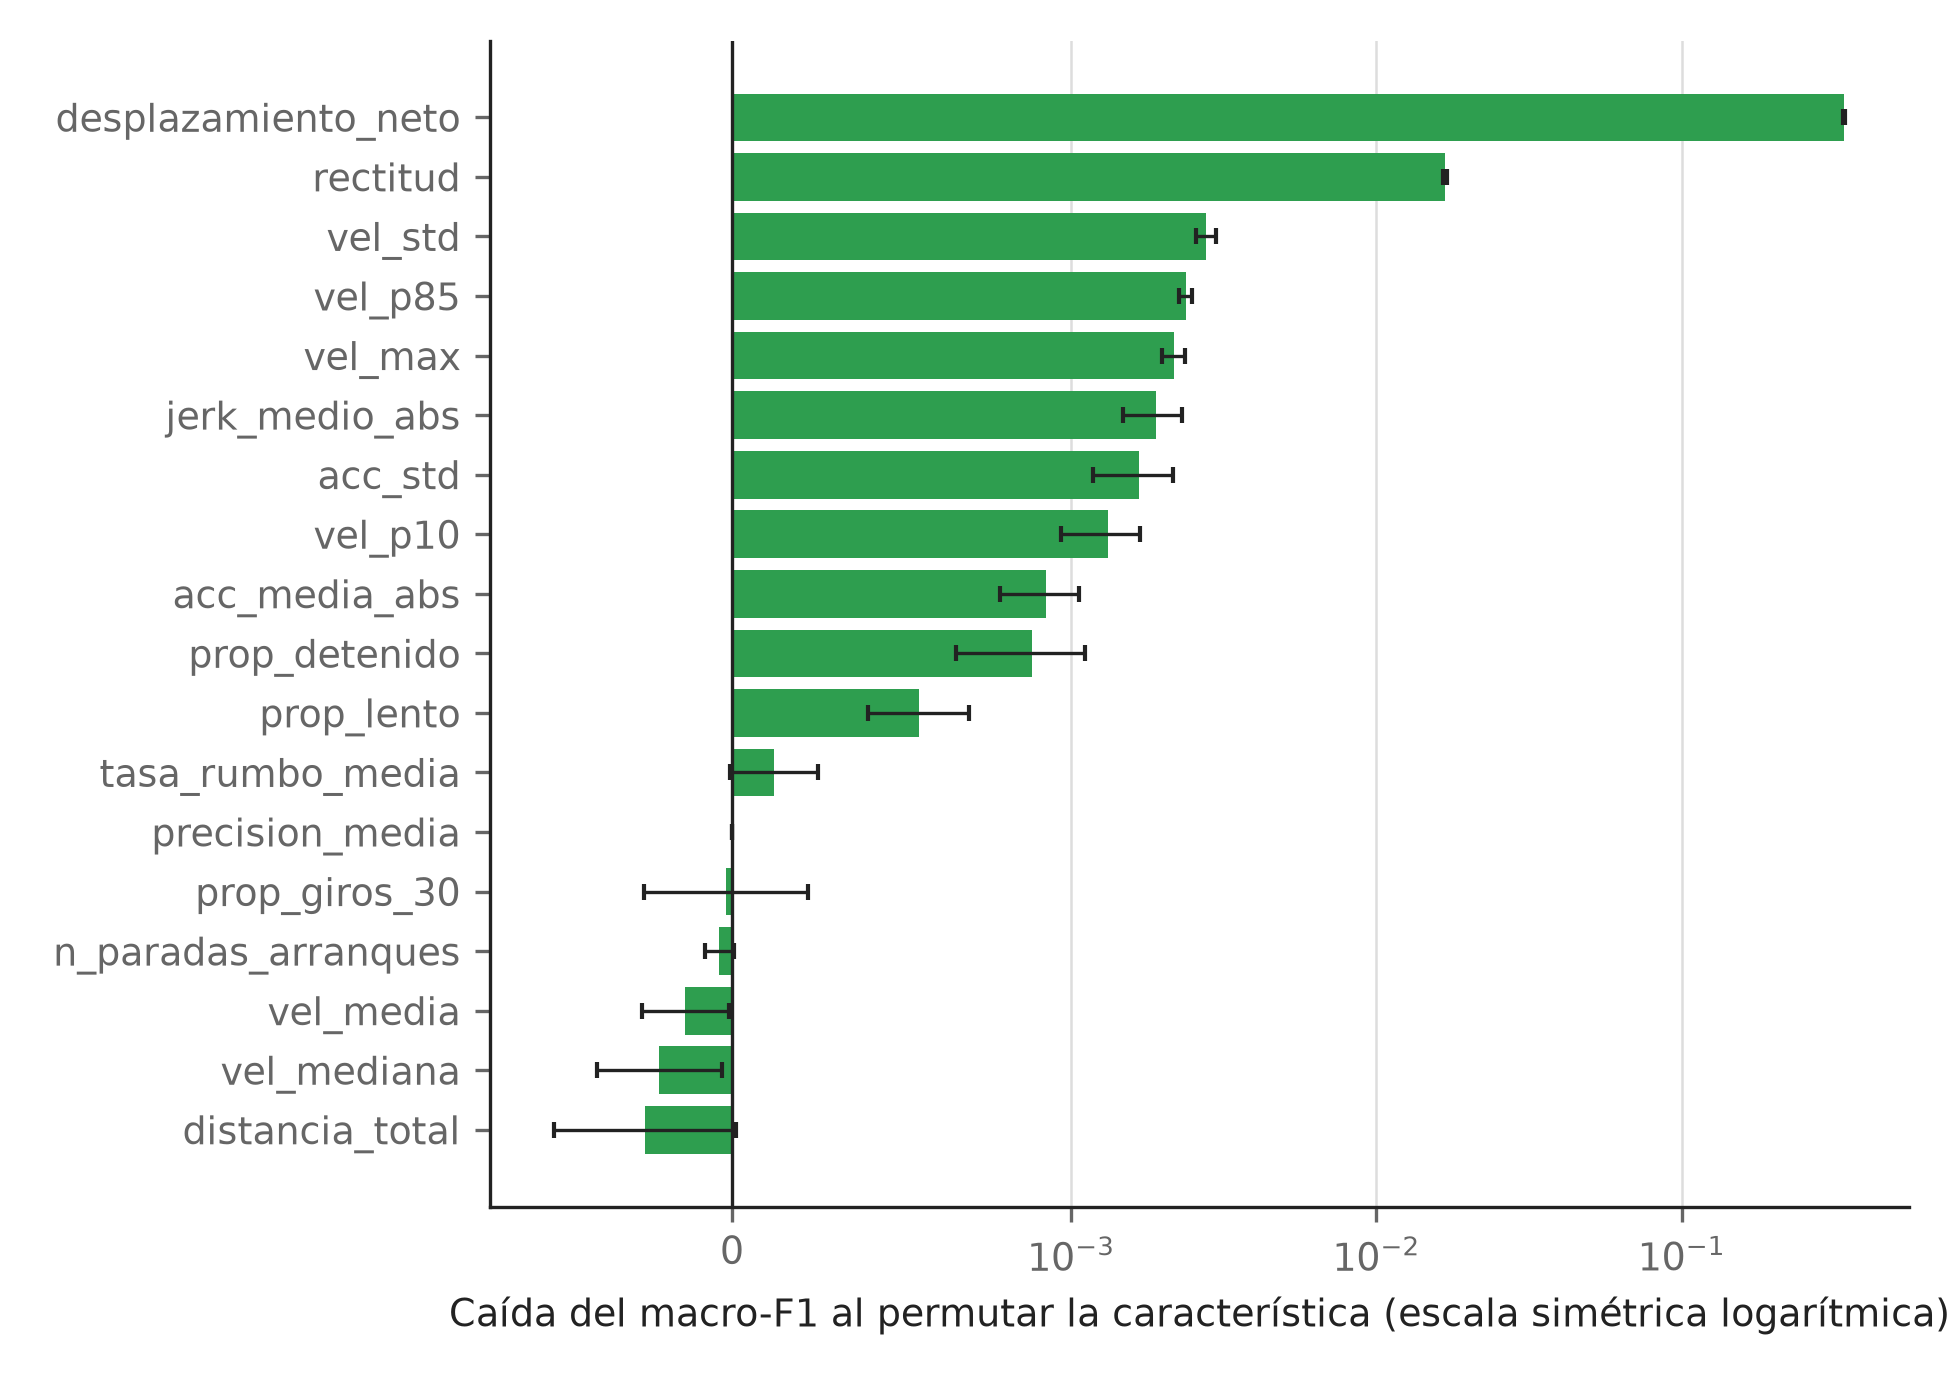 desplazamiento_neto
rectitud
vel_std
vel_p85
vel_max
jerk_medio_abs
acc_std
vel_p10
acc_media_abs
prop_detenido
prop_lento
tasa_rumbo_media
precision_media
prop_giros_30
n_paradas_arranques
vel_media
vel_mediana
distancia_total
0 10⁻³ 10⁻² 10⁻¹
Caída del macro-F1 al permutar la característica (escala simétrica logarítmica)